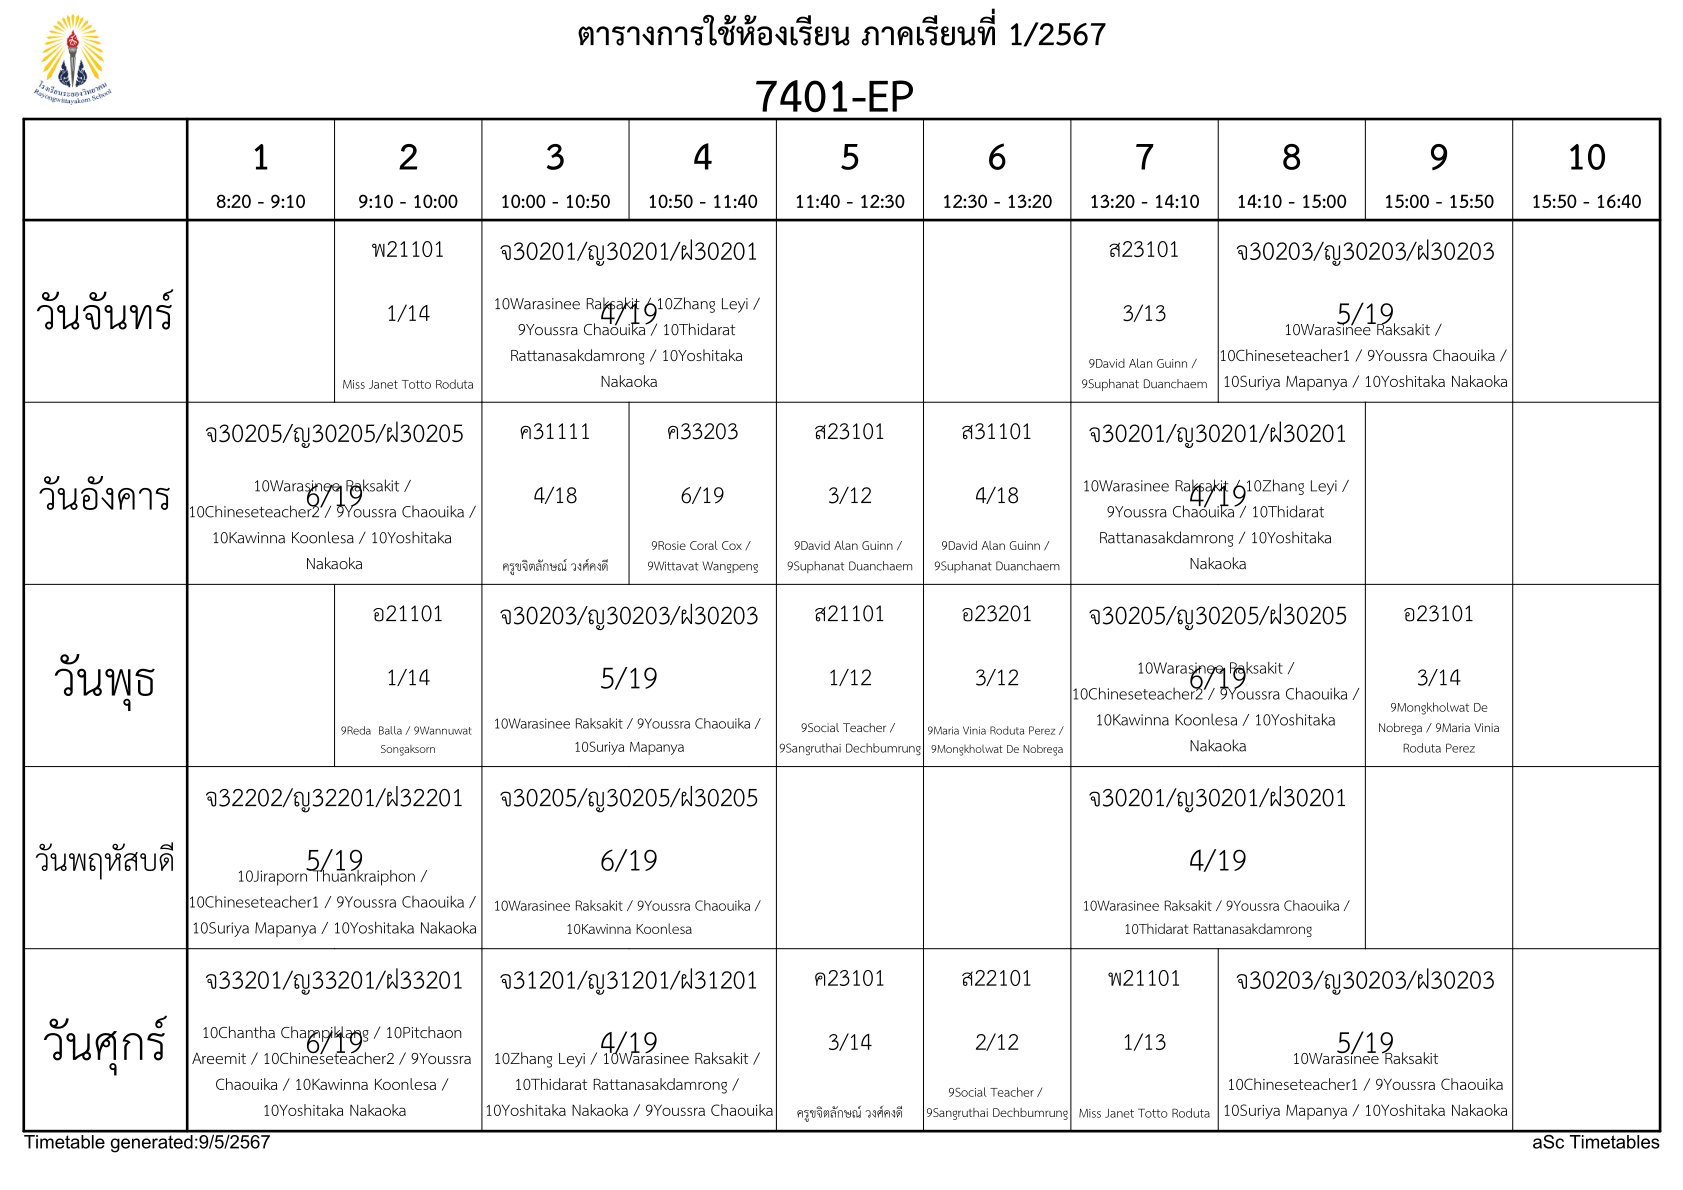 ตารางการใช้ห้องเรียน ภาคเรียนที่ 1/2567
7401-EP
โรงเรียนระยองวิทยาคม
Rayongwittayakom School
1 2 3 4 5 6 7 8 9 10
8:20 - 9:10 9:10 - 10:00 10:00 - 10:50 10:50 - 11:40 11:40 - 12:30 12:30 - 13:20 13:20 - 14:10 14:10 - 15:00 15:00 - 15:50 15:50 - 16:40
วันจันทร์
พ21101
1/14
Miss Janet Totto Roduta
จ30201/ญ30201/ฝ30201
4/19
10Warasinee Raksakit / 10Zhang Leyi /
9Youssra Chaouika / 10Thidarat
Rattanasakdamrong / 10Yoshitaka
Nakaoka
ส23101
3/13
9David Alan Guinn /
9Suphanat Duanchaem
จ30203/ญ30203/ฝ30203
5/19
10Warasinee Raksakit /
10Chineseteacher1 / 9Youssra Chaouika /
10Suriya Mapanya / 10Yoshitaka Nakaoka
วันอังคาร
จ30205/ญ30205/ฝ30205
6/19
10Warasinee Raksakit /
10Chineseteacher2 / 9Youssra Chaouika /
10Kawinna Koonlesa / 10Yoshitaka
Nakaoka
ค31111
4/18
ครูขจิตลักษณ์ วงศ์คงดี
ค33203
6/19
9Rosie Coral Cox /
9Wittavat Wangpeng
ส23101
3/12
9David Alan Guinn /
9Suphanat Duanchaem
ส31101
4/18
9David Alan Guinn /
9Suphanat Duanchaem
จ30201/ญ30201/ฝ30201
4/19
10Warasinee Raksakit / 10Zhang Leyi /
9Youssra Chaouika / 10Thidarat
Rattanasakdamrong / 10Yoshitaka
Nakaoka
วันพุธ
อ21101
1/14
9Reda Balla / 9Wannuwat
Songaksorn
จ30203/ญ30203/ฝ30203
5/19
10Warasinee Raksakit / 9Youssra Chaouika /
10Suriya Mapanya
ส21101
1/12
9Social Teacher /
9Sangruthai Dechbumrung
อ23201
3/12
9Maria Vinia Roduta Perez /
9Mongkholwat De Nobrega
จ30205/ญ30205/ฝ30205
6/19
10Warasinee Raksakit /
10Chineseteacher2 / 9Youssra Chaouika /
10Kawinna Koonlesa / 10Yoshitaka
Nakaoka
อ23101
3/14
9Mongkholwat De
Nobrega / 9Maria Vinia
Roduta Perez
วันพฤหัสบดี
จ32202/ญ32201/ฝ32201
5/19
10Jiraporn Thuankraiphon /
10Chineseteacher1 / 9Youssra Chaouika /
10Suriya Mapanya / 10Yoshitaka Nakaoka
จ30205/ญ30205/ฝ30205
6/19
10Warasinee Raksakit / 9Youssra Chaouika /
10Kawinna Koonlesa
จ30201/ญ30201/ฝ30201
4/19
10Warasinee Raksakit / 9Youssra Chaouika /
10Thidarat Rattanasakdamrong
วันศุกร์
จ33201/ญ33201/ฝ33201
6/19
10Chantha Champiklang / 10Pitchaon
Areemit / 10Chineseteacher2 / 9Youssra
Chaouika / 10Kawinna Koonlesa /
10Yoshitaka Nakaoka
จ31201/ญ31201/ฝ31201
4/19
10Zhang Leyi / 10Warasinee Raksakit /
10Thidarat Rattanasakdamrong /
10Yoshitaka Nakaoka / 9Youssra Chaouika
ค23101
3/14
ครูขจิตลักษณ์ วงศ์คงดี
ส22101
2/12
9Social Teacher /
9Sangruthai Dechbumrung
พ21101
1/13
Miss Janet Totto Roduta
จ30203/ญ30203/ฝ30203
5/19
10Warasinee Raksakit
10Chineseteacher1 / 9Youssra Chaouika
10Suriya Mapanya / 10Yoshitaka Nakaoka
Timetable generated:9/5/2567
aSc Timetables